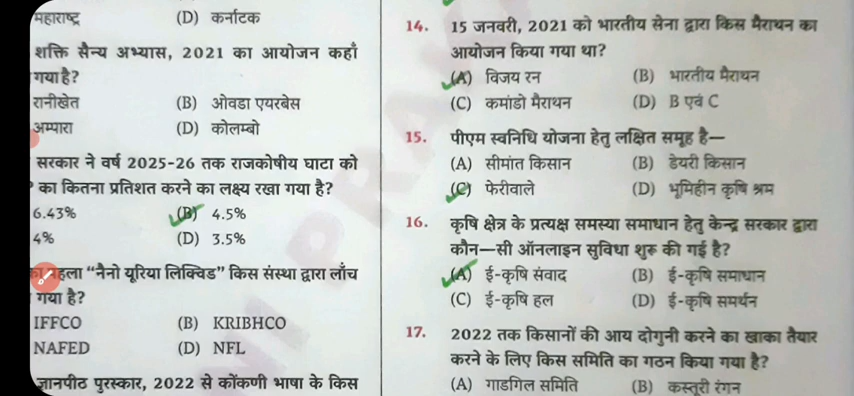 महाराष्ट्र (D) कर्नाटक
शक्ति सैन्य अभ्यास, 2021 का आयोजन कहाँ
गया है?
रानीखेत (B) ओवडा एयरबेस
अम्पारा (D) कोलम्बो
सरकार ने वर्ष 2025-26 तक राजकोषीय घाटा को
का कितना प्रतिशत करने का लक्ष्य रखा गया है?
6.43% (B) 4.5%
4% (D) 3.5%
"नैनो यूरिया लिक्विड" किस संस्था द्वारा लाँच
गया है?
IFFCO (B) KRIBHCO
NAFED (D) NFL
ज्ञानपीठ पुरस्कार, 2022 से कोंकणी भाषा के किस
14. 15 जनवरी, 2021 को भारतीय सेना द्वारा किस मैराथन का
आयोजन किया गया था?
(A) विजय रन (B) भारतीय मैराथन
(C) कमांडो मैराथन (D) B एवं C
15. पीएम स्वनिधि योजना हेतु लक्षित समूह है—
(A) सीमांत किसान (B) डेयरी किसान
(C) फेरीवाले (D) भूमिहीन कृषि श्रम
16. कृषि क्षेत्र के प्रत्यक्ष समस्या समाधान हेतु केन्द्र सरकार द्वारा
कौन—सी ऑनलाइन सुविधा शुरू की गई है?
(A) ई-कृषि संवाद (B) ई-कृषि समाधान
(C) ई-कृषि हल (D) ई-कृषि समर्थन
17. 2022 तक किसानों की आय दोगुनी करने का खाका तैयार
करने के लिए किस समिति का गठन किया गया है?
(A) गाडगिल समिति (B) कस्तूरी रंगन